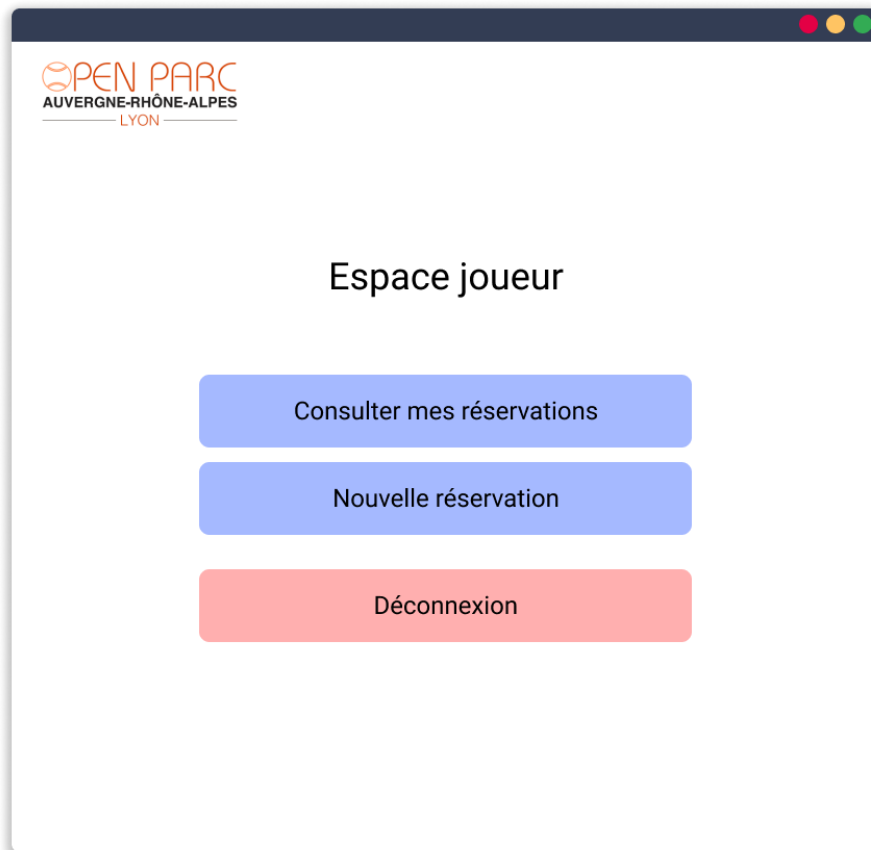 OPEN PARC
AUVERGNE-RHÔNE-ALPES
LYON
Espace joueur
Consulter mes réservations
Nouvelle réservation
Déconnexion